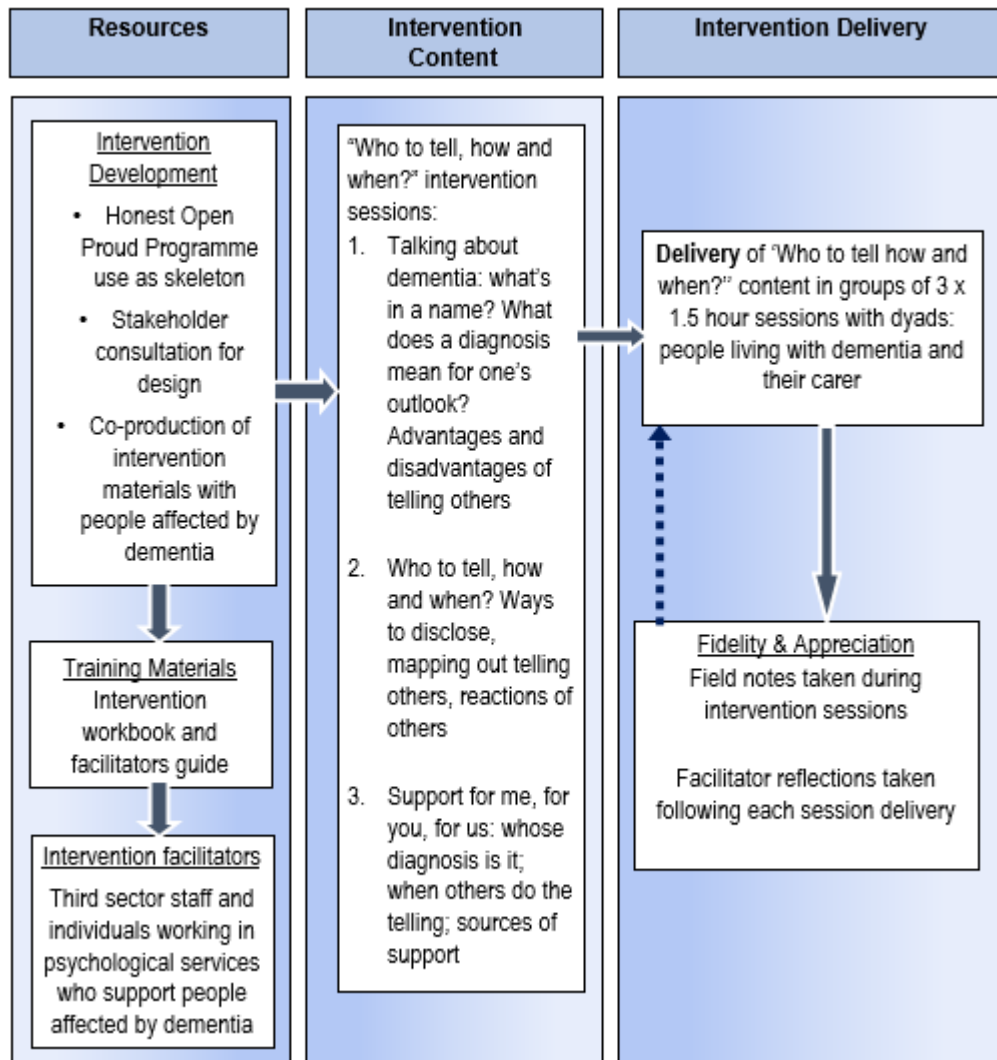 Resources
Intervention
Content
Intervention Delivery
Intervention
Development
• Honest Open
Proud Programme
use as skeleton
• Stakeholder
consultation for
design
• Co-production of
intervention
materials with
people affected by
dementia
Training Materials
Intervention
workbook and
facilitators guide
Intervention facilitators
Third sector staff and
individuals working in
psychological services
who support people
affected by dementia
“Who to tell, how and
when?” intervention
sessions:
1. Talking about
dementia: what’s
in a name? What
does a diagnosis
mean for one’s
outlook?
Advantages and
disadvantages of
telling others
2. Who to tell, how
and when? Ways
to disclose,
mapping out telling
others, reactions of
others
3. Support for me, for
you, for us: whose
diagnosis is it;
when others do the
telling; sources of
support
Delivery of ‘Who to tell how and
when?’’ content in groups of 3 x
1.5 hour sessions with dyads:
people living with dementia and
their carer
Fidelity & Appreciation
Field notes taken during
intervention sessions
Facilitator reflections taken
following each session delivery